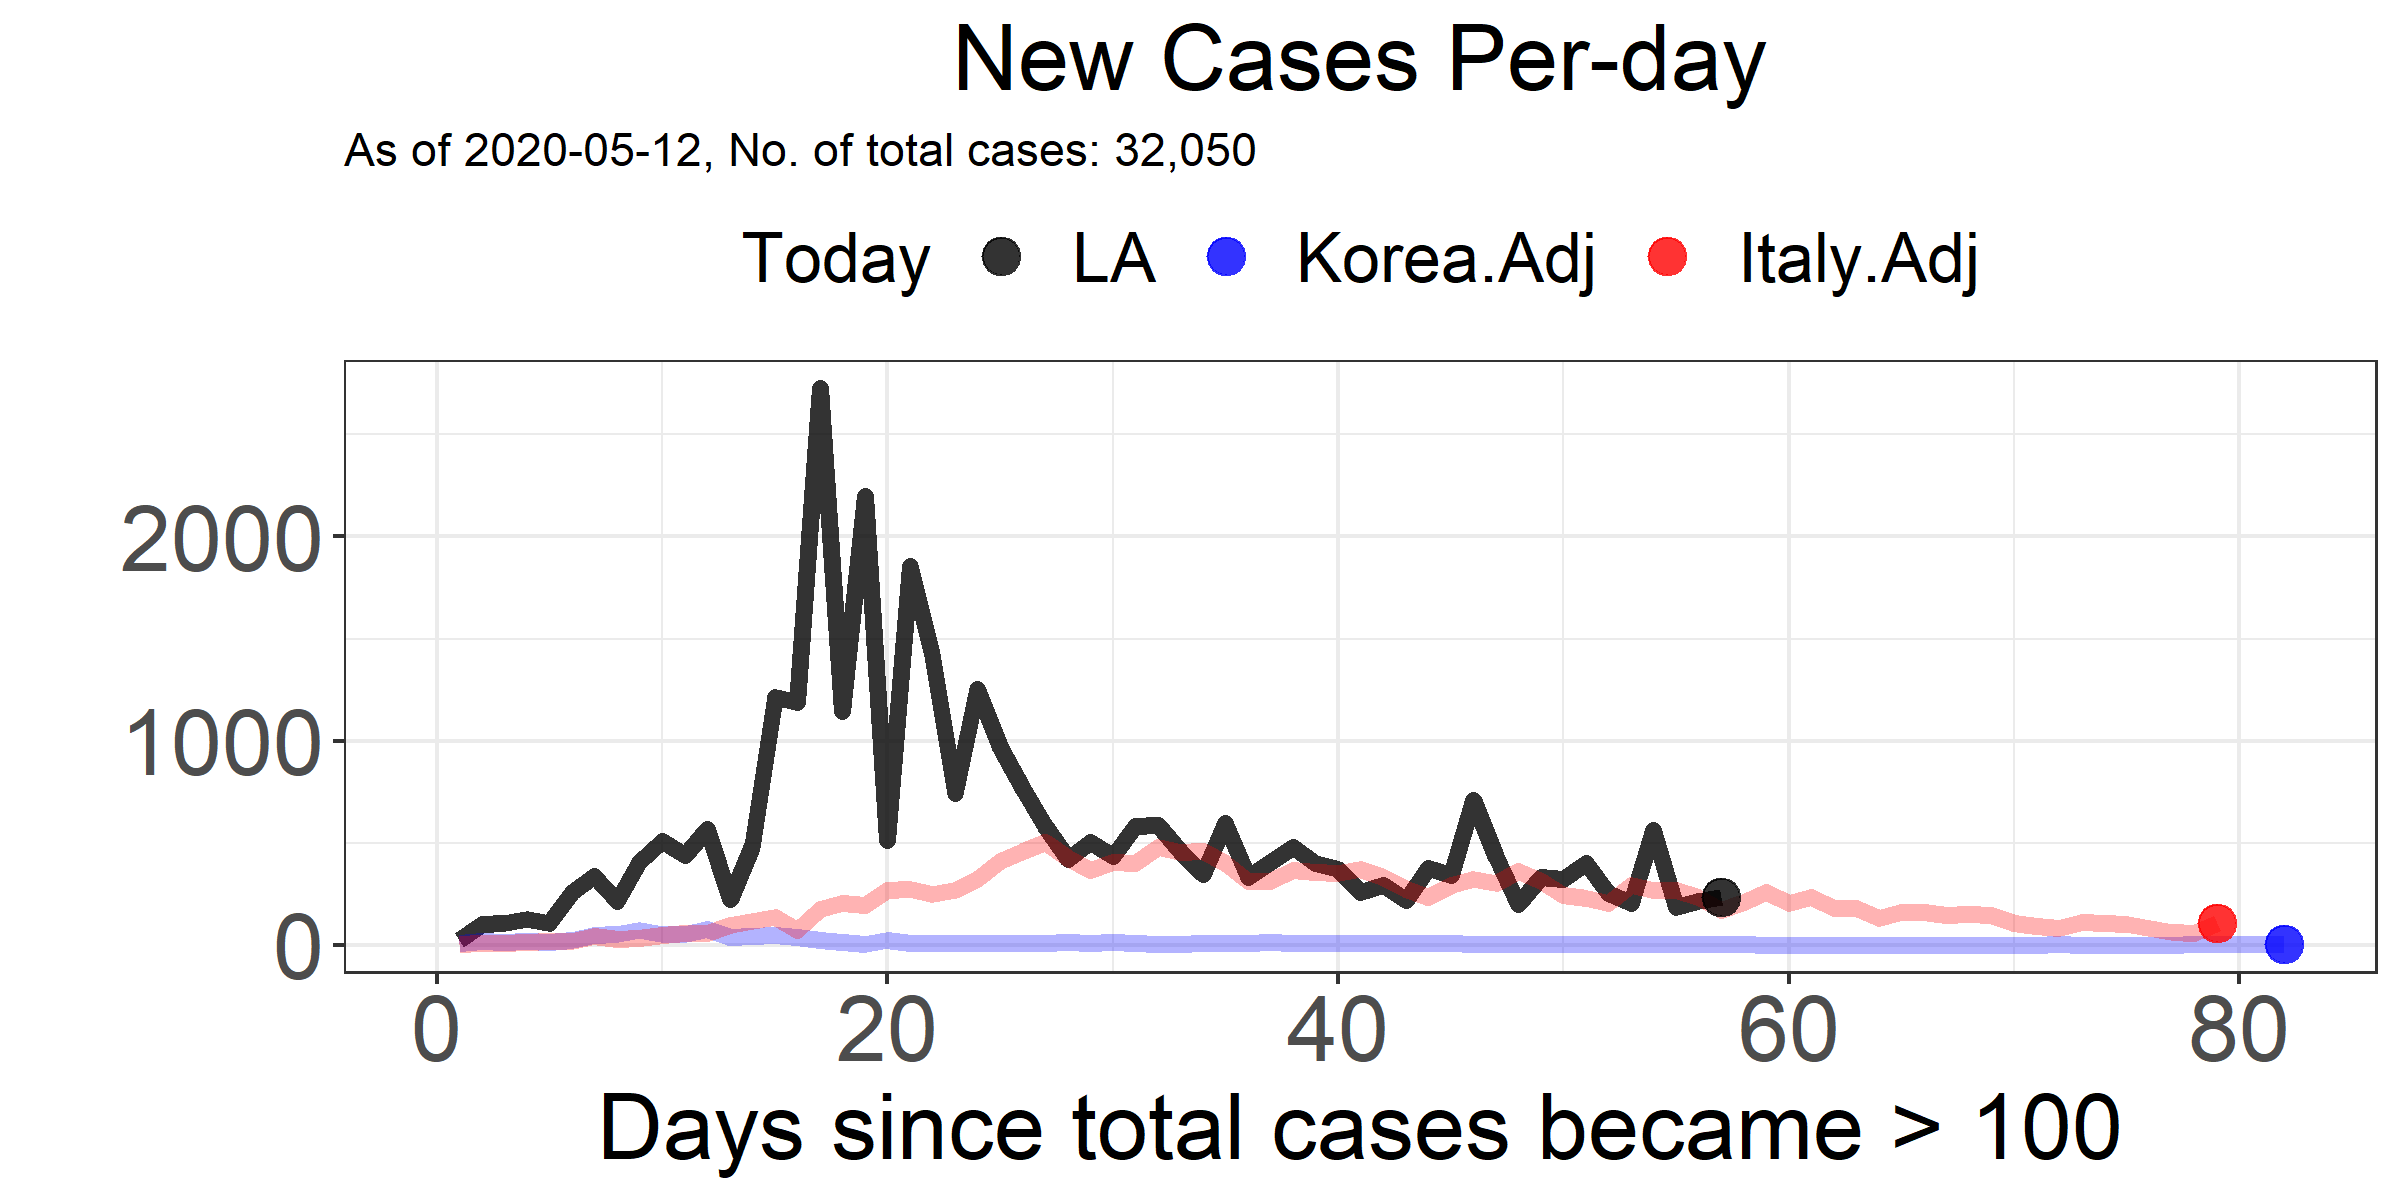 New Cases Per-day
As of 2020-05-12, No. of total cases: 32,050
Today LA Korea.Adj Italy.Adj
2000
1000
0
0 20 40 60 80
Days since total cases became > 100